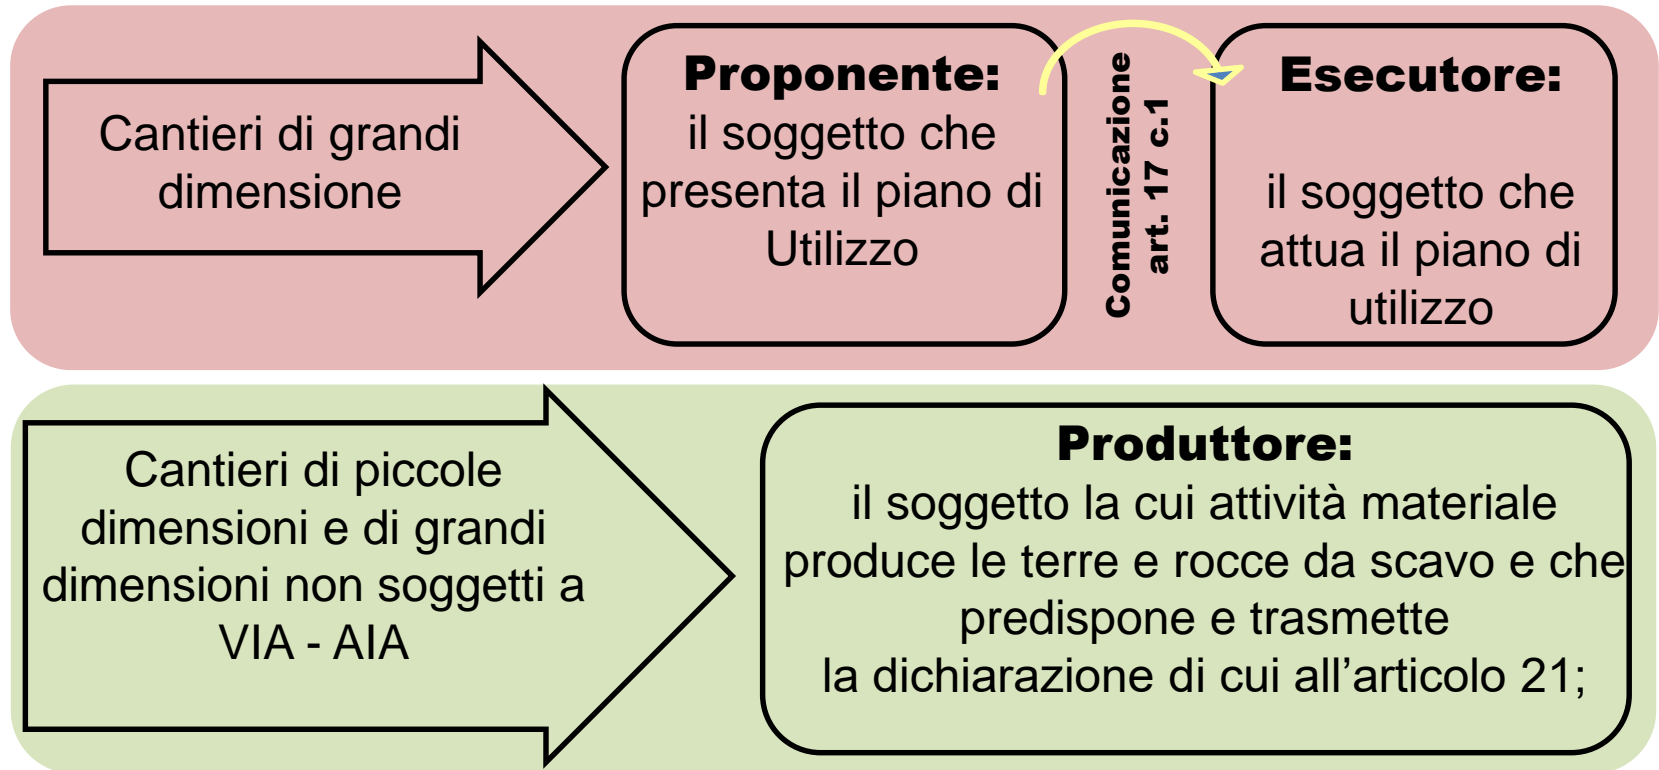 Cantieri di grandi
dimensione
Proponente:
il soggetto che
presenta il piano di
Utilizzo
Comunicazione
art. 17 c.1
Esecutore:
il soggetto che
attua il piano di
utilizzo
Cantieri di piccole
dimensioni e di grandi
dimensioni non soggetti a
VIA - AIA
Produttore:
il soggetto la cui attività materiale
produce le terre e rocce da scavo e che
predispone e trasmette
la dichiarazione di cui all’articolo 21;